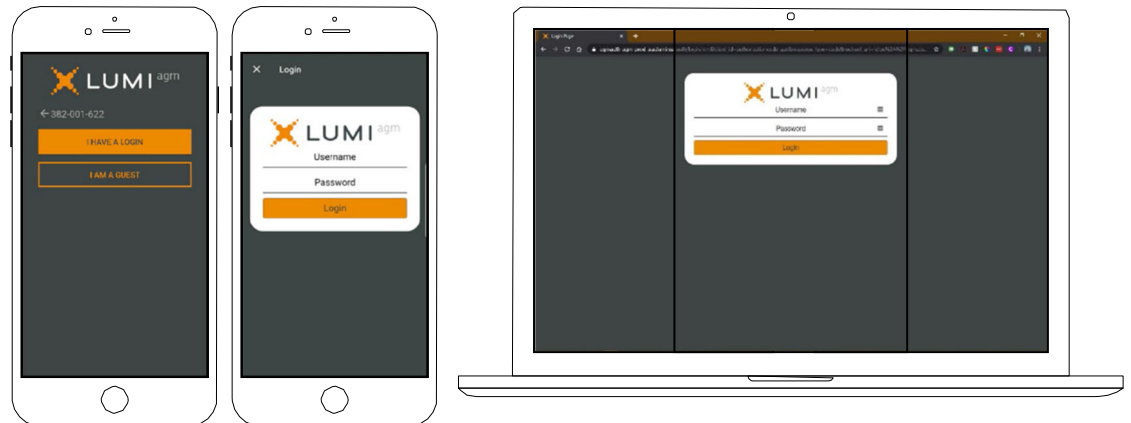 LUMI agm
382-001-622
I HAVE A LOGIN
I AM A GUEST
Login
LUMI agm
Username
Password
Login
Login Page
LUMI agm
Username
Password
Login